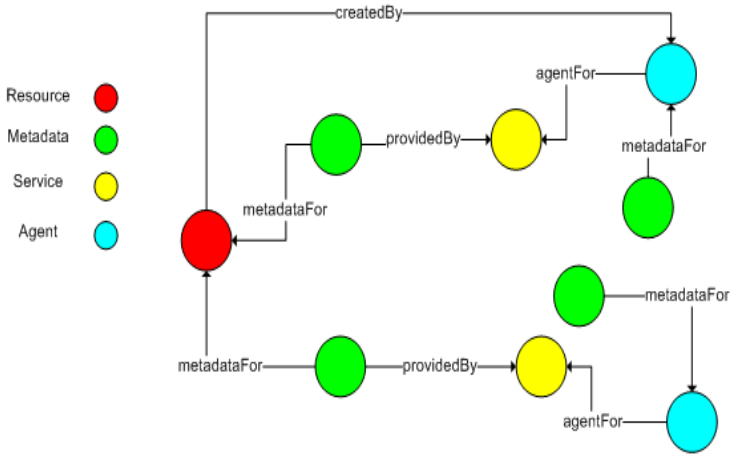 createdBy
Resource
agentFor
Metadata
providedBy
metadataFor
Service
metadataFor
Agent
metadataFor
metadataFor
providedBy
agentFor